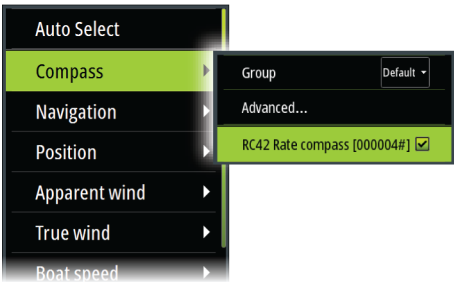 Auto Select
Compass
Navigation
Position
Apparent wind
True wind
Boat speed
Group
Default
Advanced...
RC42 Rate compass [000004#]